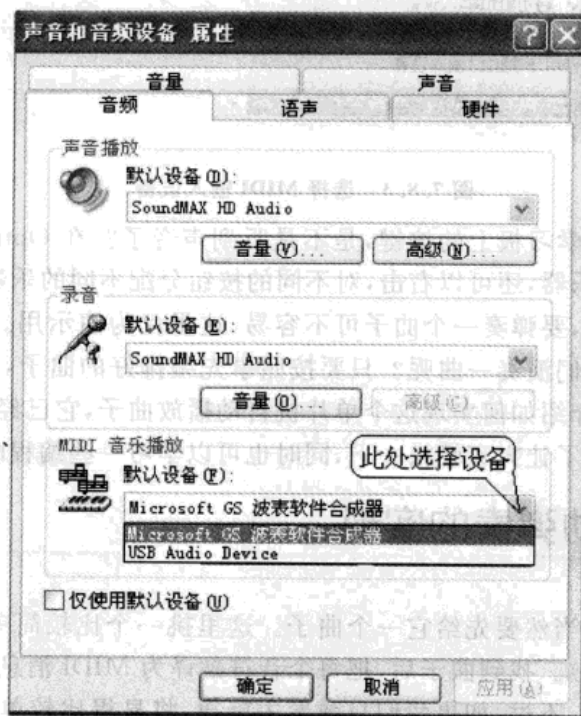 声音和音频设备 属性
音量 声音
音频 语声 硬件
声音播放
默认设备(D):
SoundMAX HD Audio
音量(V)... 高级(N)...
录音
默认设备(E):
SoundMAX HD Audio
音量(O)... 高级(C)...
MIDI 音乐播放
此处选择设备
默认设备(F):
Microsoft GS 波表软件合成器
Microsoft GS 波表软件合成器
USB Audio Device
仅使用默认设备(U)
确定 取消 应用(A)